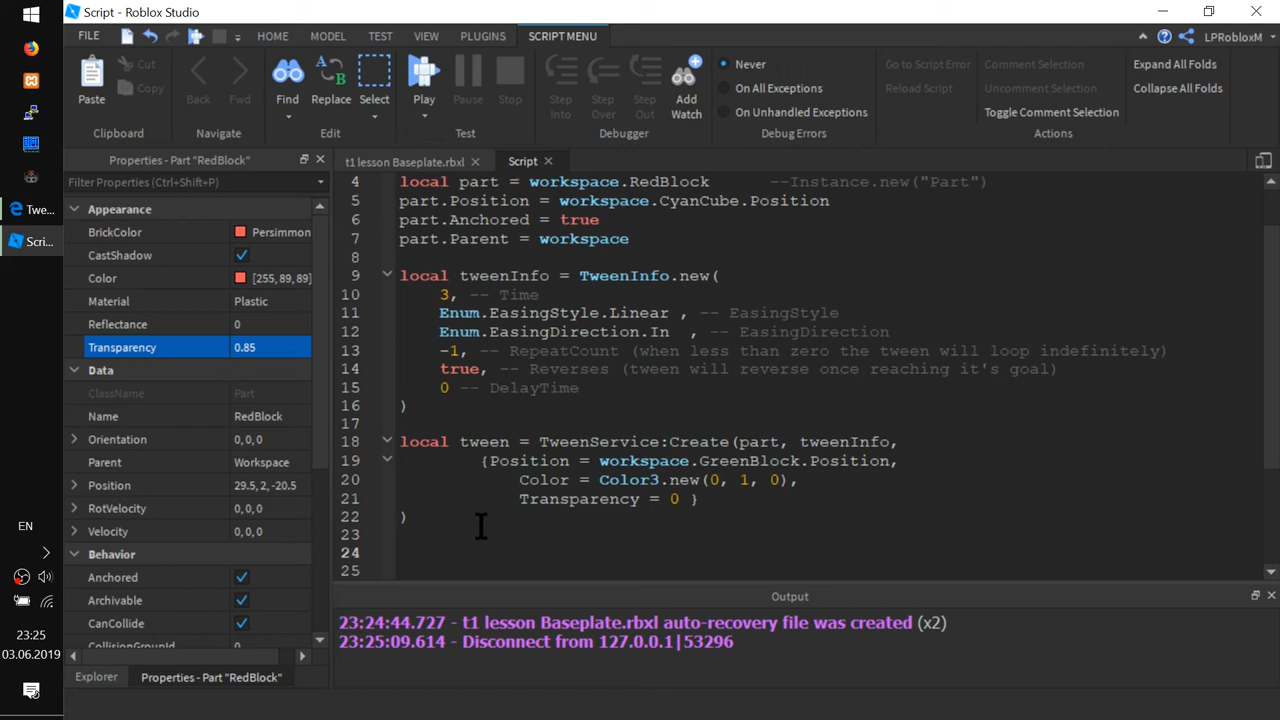 Script - Roblox Studio
FILE
HOME
MODEL
TEST
VIEW
PLUGINS
SCRIPT MENU
LPRobloxM
Paste
Cut
Copy
Clipboard
Back
Fwd
Navigate
Find
Replace
Select
Edit
Play
Pause
Stop
Test
Step Into
Step Over
Step Out
Add Watch
Debugger
Never
On All Exceptions
On Unhandled Exceptions
Debug Errors
Go to Script Error
Reload Script
Comment Selection
Uncomment Selection
Toggle Comment Selection
Expand All Folds
Collapse All Folds
Actions
Properties - Part "RedBlock"
Filter Properties (Ctrl+Shift+P)
Appearance
BrickColor Persimmon
CastShadow
Color [255,89,89]
Material Plastic
Reflectance 0
Transparency 0.85
Data
ClassName Part
Name RedBlock
Orientation 0, 0, 0
Parent Workspace
Position 29.5, 2, -20.5
RotVelocity 0, 0, 0
Velocity 0, 0, 0
Behavior
Anchored
Archivable
CanCollide
CollisionGroupId 0
Explorer
Properties - Part "RedBlock"
t1 lesson Baseplate.rbxl
Script
4 local part = workspace.RedBlock --Instance.new("Part")
5 part.Position = workspace.CyanCube.Position
6 part.Anchored = true
7 part.Parent = workspace
8
9 local tweenInfo = TweenInfo.new(
10 3, -- Time
11 Enum.EasingStyle.Linear , -- EasingStyle
12 Enum.EasingDirection.In , -- EasingDirection
13 -1, -- RepeatCount (when less than zero the tween will loop indefinitely)
14 true, -- Reverses (tween will reverse once reaching it's goal)
15 0 -- DelayTime
16 )
17
18 local tween = TweenService:Create(part, tweenInfo,
19 {Position = workspace.GreenBlock.Position,
20 Color = Color3.new(0, 1, 0),
21 Transparency = 0 }
22 )
23
24
25
Output
23:24:44.727 - t1 lesson Baseplate.rbxl auto-recovery file was created (x2)
23:25:09.614 - Disconnect from 127.0.0.1|53296
Twe...
Scri...
EN
23:25
03.06.2019